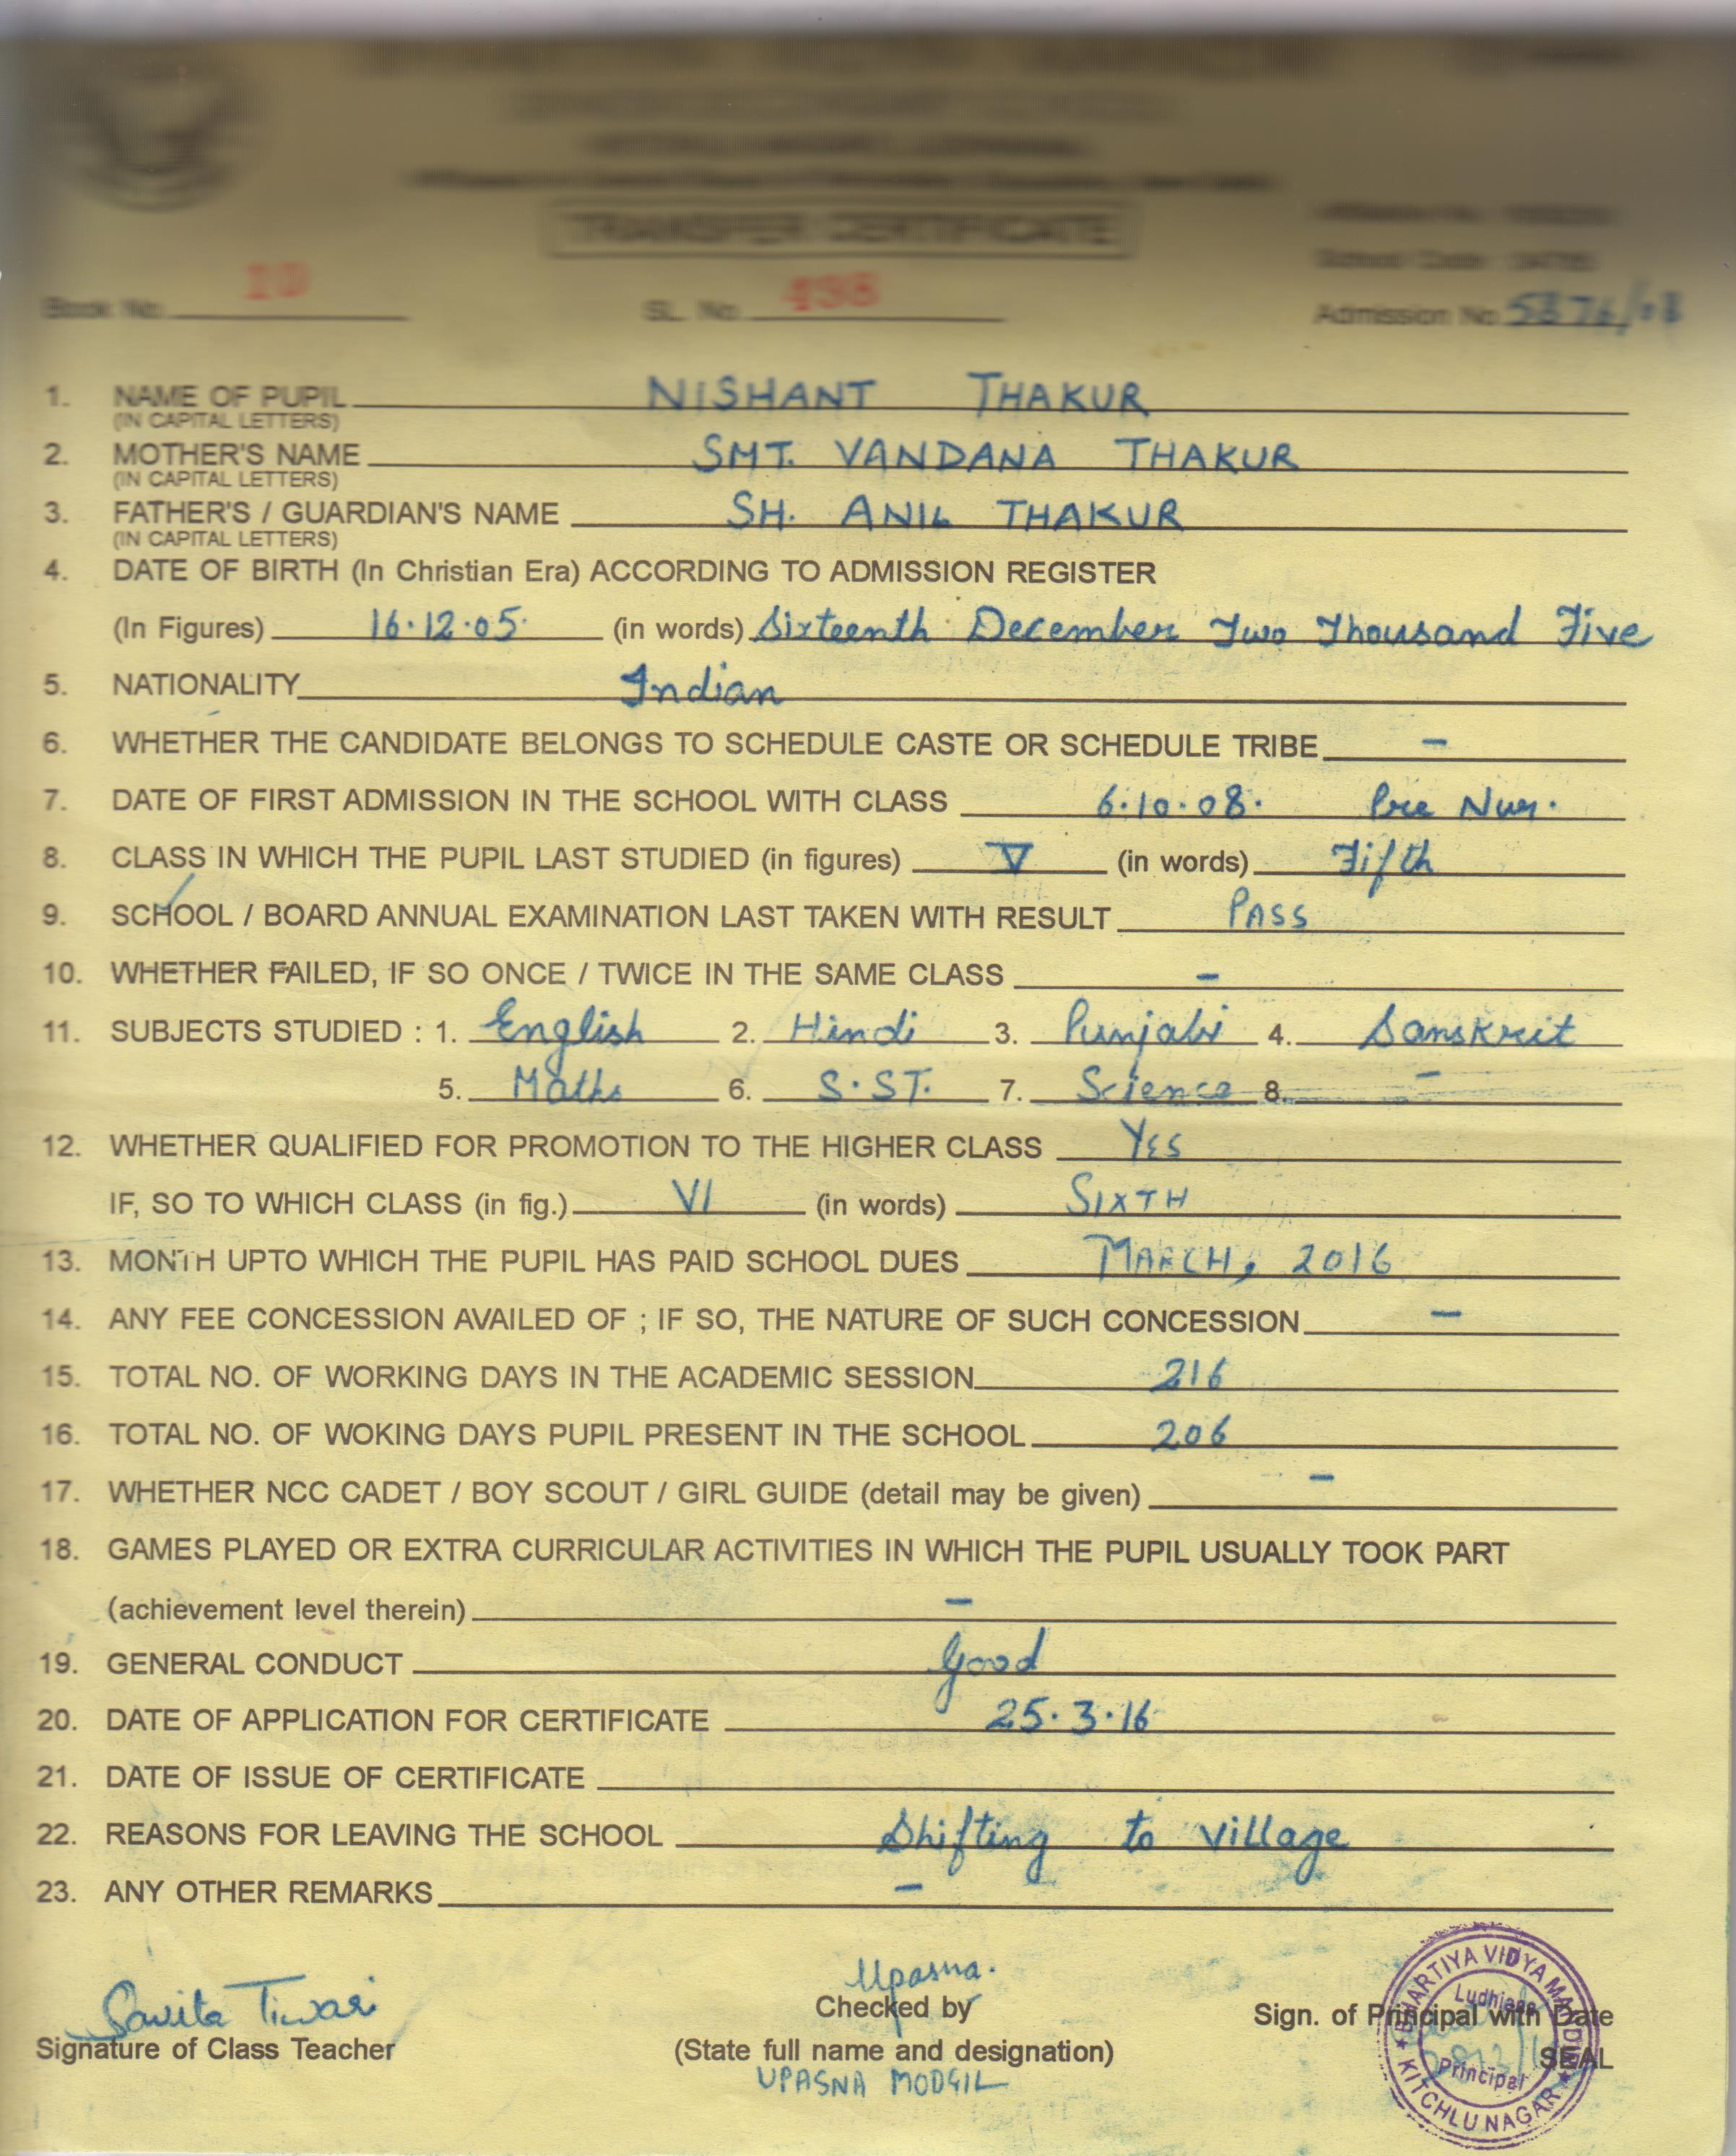 TRANSFER CERTIFICATE
Book No. 10 SL. No. 438 Admission No.
1. NAME OF PUPIL NISHANT THAKUR
(IN CAPITAL LETTERS)
2. MOTHER'S NAME SMT. VANDANA THAKUR
(IN CAPITAL LETTERS)
3. FATHER'S / GUARDIAN'S NAME SH. ANIL THAKUR
(IN CAPITAL LETTERS)
4. DATE OF BIRTH (In Christian Era) ACCORDING TO ADMISSION REGISTER
(In Figures) 16.12.05. (in words) Sixteenth December Two Thousand Five
5. NATIONALITY Indian
6. WHETHER THE CANDIDATE BELONGS TO SCHEDULE CASTE OR SCHEDULE TRIBE –
7. DATE OF FIRST ADMISSION IN THE SCHOOL WITH CLASS 6.10.08. Pre Nur.
8. CLASS IN WHICH THE PUPIL LAST STUDIED (in figures) V (in words) Fifth
9. SCHOOL / BOARD ANNUAL EXAMINATION LAST TAKEN WITH RESULT PASS
10. WHETHER FAILED, IF SO ONCE / TWICE IN THE SAME CLASS –
11. SUBJECTS STUDIED : 1. English 2. Hindi 3. Punjabi 4. Sanskrit
5. Maths 6. S.ST. 7. Science 8. –
12. WHETHER QUALIFIED FOR PROMOTION TO THE HIGHER CLASS YES
IF, SO TO WHICH CLASS (in fig.) VI (in words) SIXTH
13. MONTH UPTO WHICH THE PUPIL HAS PAID SCHOOL DUES MARCH, 2016
14. ANY FEE CONCESSION AVAILED OF ; IF SO, THE NATURE OF SUCH CONCESSION –
15. TOTAL NO. OF WORKING DAYS IN THE ACADEMIC SESSION 216
16. TOTAL NO. OF WOKING DAYS PUPIL PRESENT IN THE SCHOOL 206
17. WHETHER NCC CADET / BOY SCOUT / GIRL GUIDE (detail may be given) –
18. GAMES PLAYED OR EXTRA CURRICULAR ACTIVITIES IN WHICH THE PUPIL USUALLY TOOK PART
(achievement level therein) –
19. GENERAL CONDUCT Good
20. DATE OF APPLICATION FOR CERTIFICATE 25.3.16
21. DATE OF ISSUE OF CERTIFICATE
22. REASONS FOR LEAVING THE SCHOOL Shifting to village
23. ANY OTHER REMARKS –
Savita Tiwari
Signature of Class Teacher
Upasna.
Checked by
(State full name and designation)
UPASNA MODGIL
Sign. of Principal with Date
SEAL
BHARTIYA VIDYA MANDIR
KITCHLU NAGAR
Ludhiana
Principal